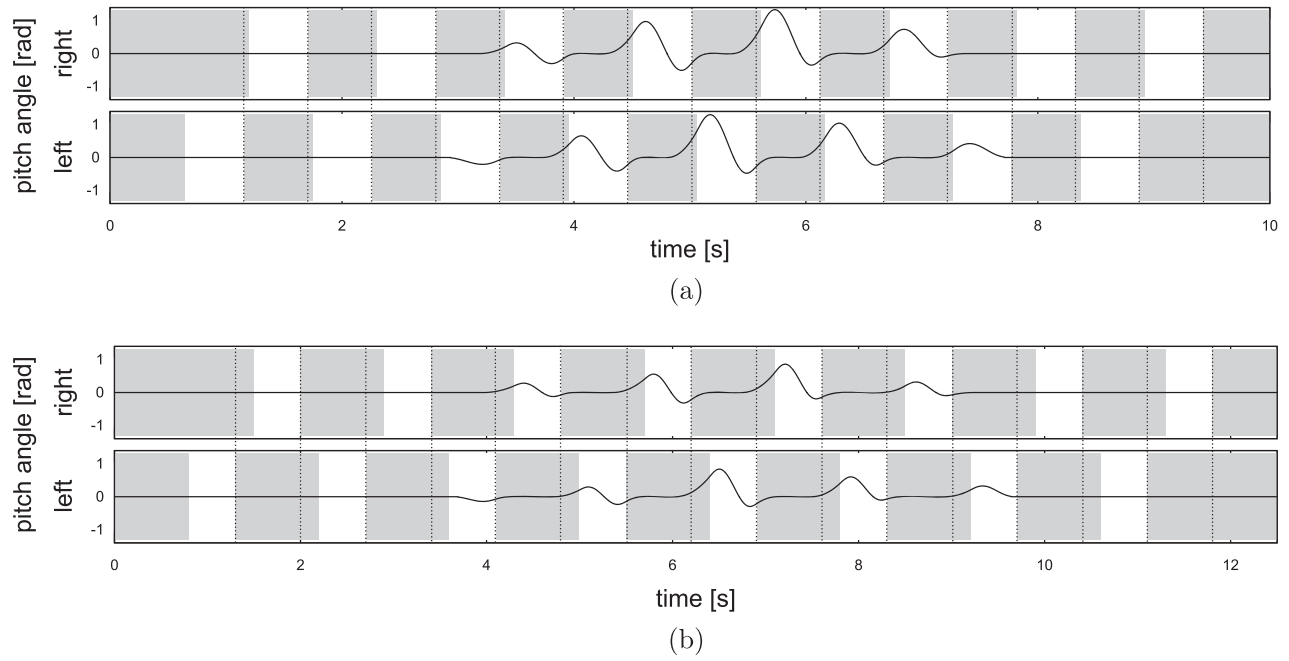 pitch angle [rad]
right
1
0
-1
left
1
0
-1
0 2 4 6 8 10
time [s]
(a)
pitch angle [rad]
right
1
0
-1
left
1
0
-1
0 2 4 6 8 10 12
time [s]
(b)